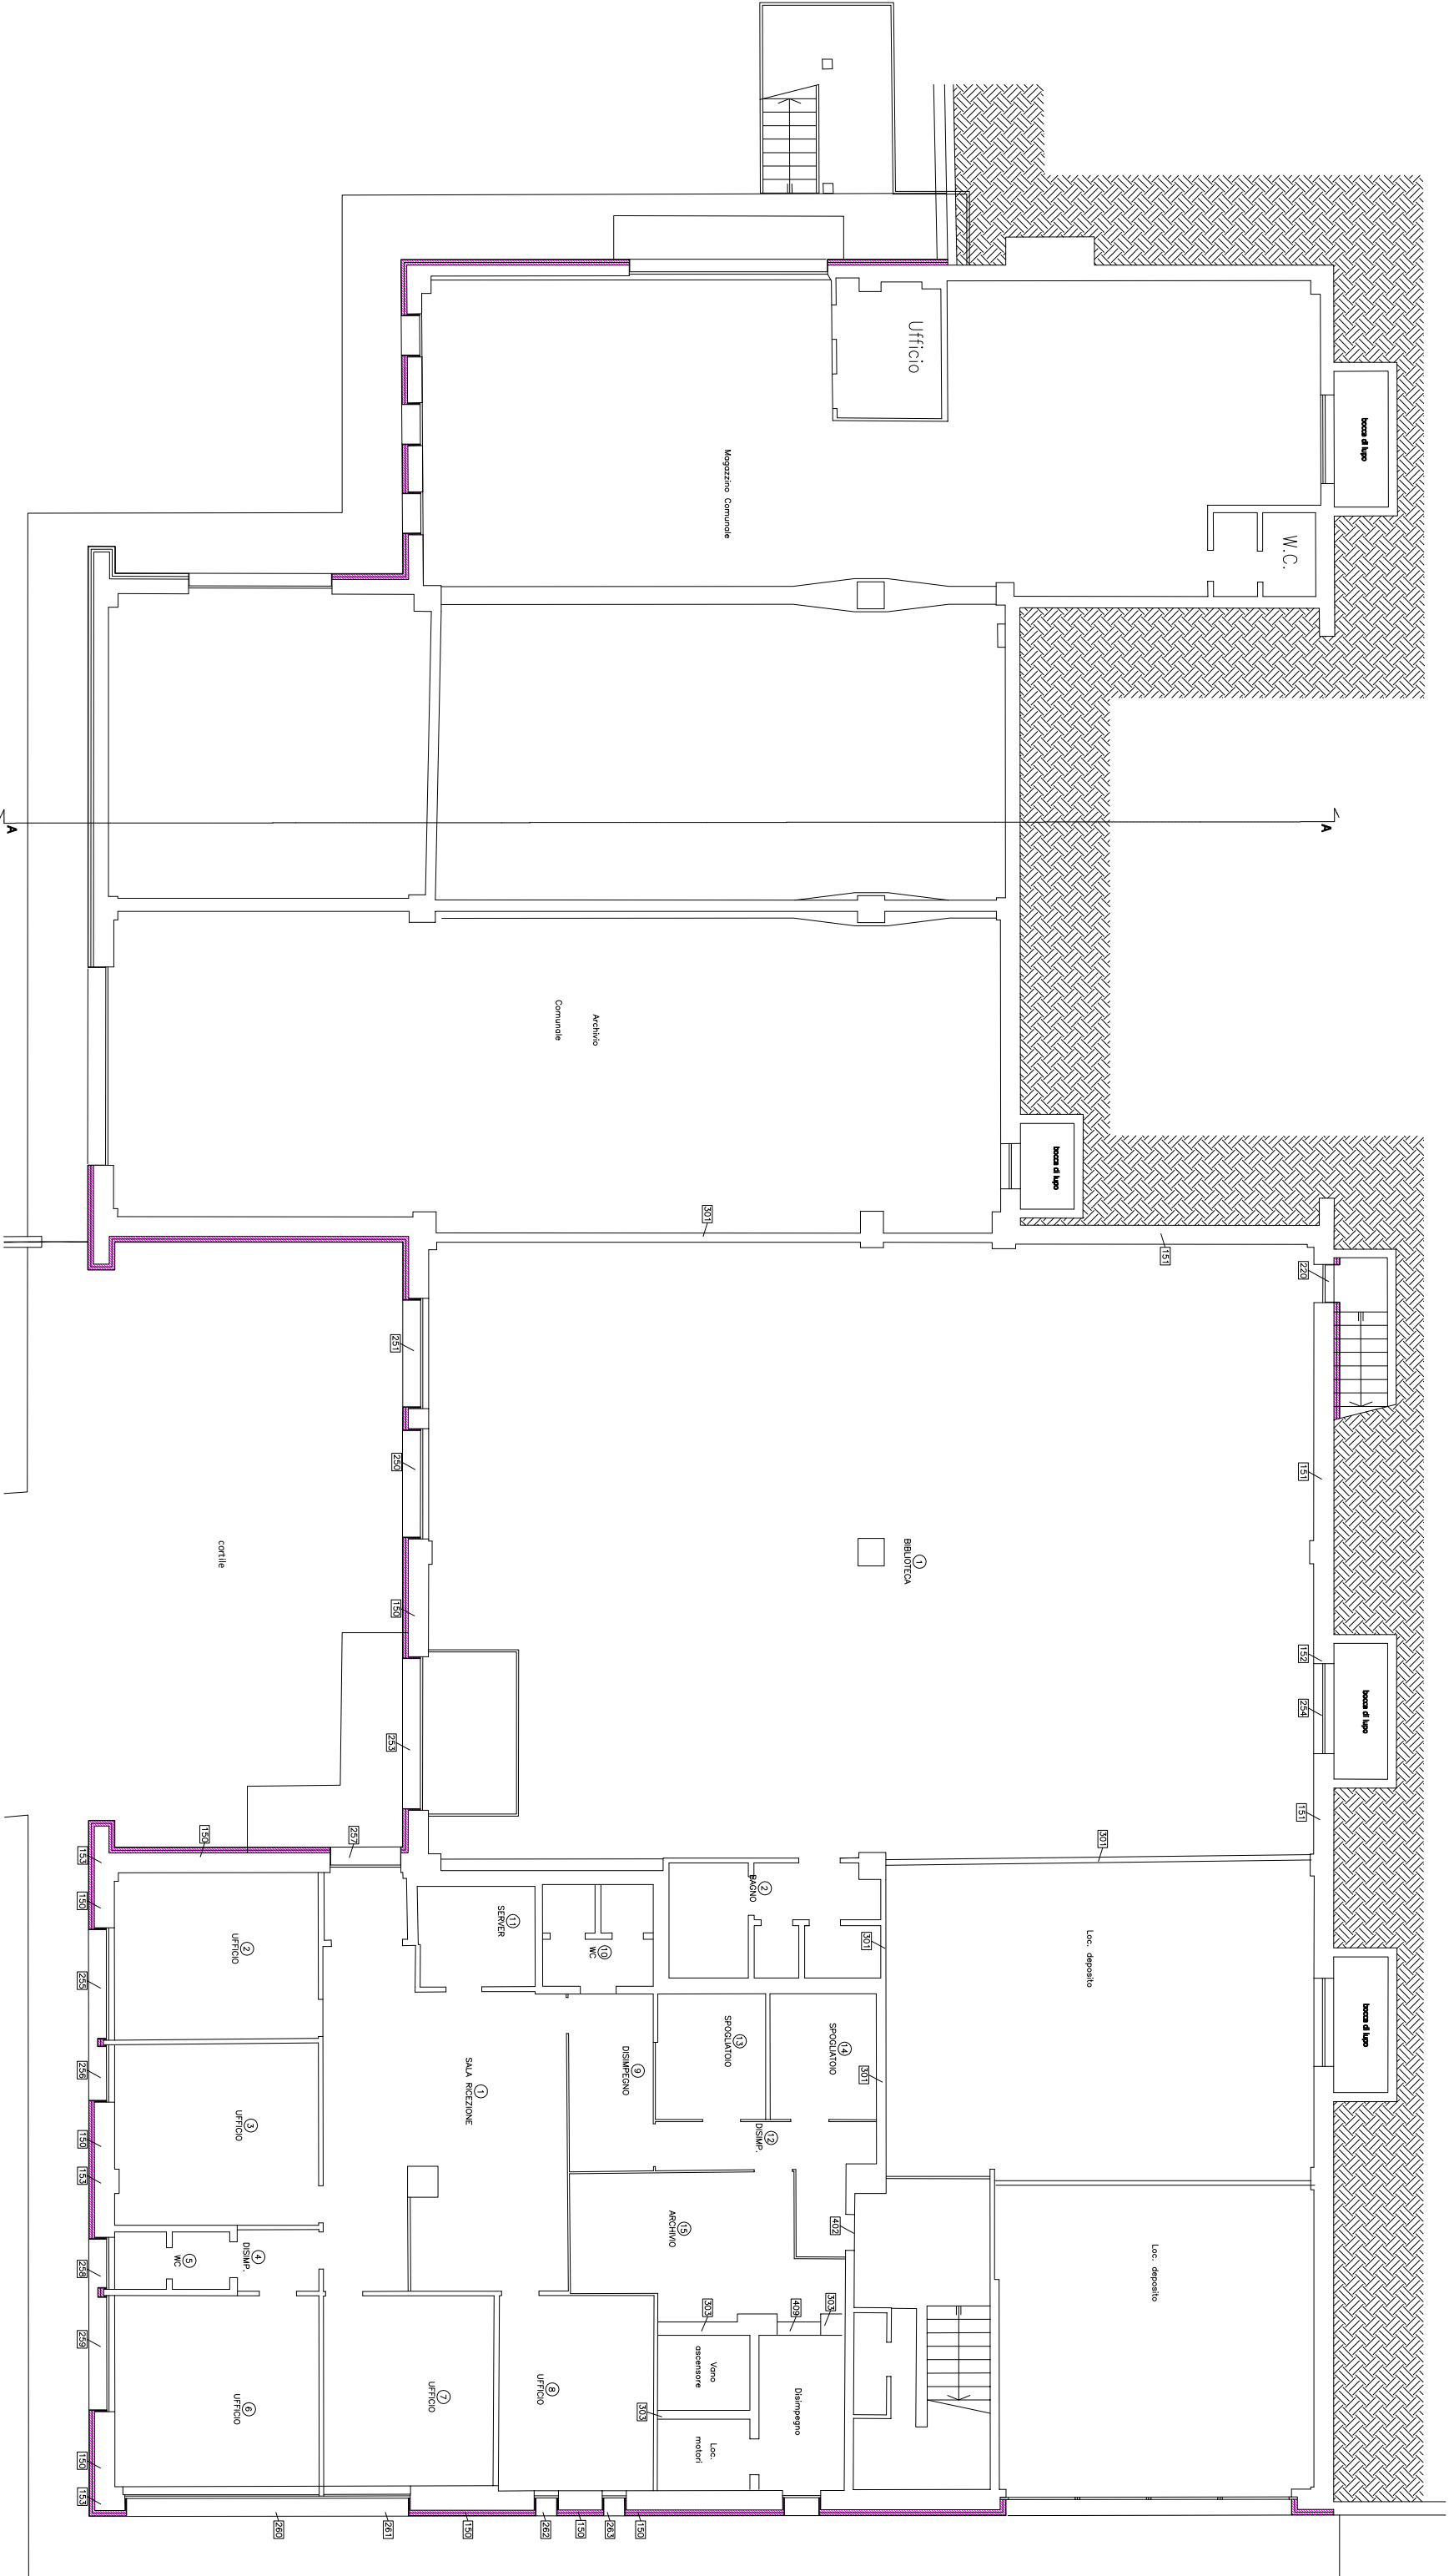 bocca di lupo
Ufficio
W.C.
Magazzino Comunale
A
A
Archivio
Comunale
bocca di lupo
301
151
220
251
250
151
cortile
1
BIBLIOTECA
150
152
254
bocca di lupo
253
151
150
257
301
153
150
2
BAGNO
11
SERVER
10
WC
301
2
UFFICIO
255
Loc. deposito
bocca di lupo
256
9
DISIMPEGNO
13
SPOGLIATOIO
14
SPOGLIATOIO
301
1
SALA RICEZIONE
3
UFFICIO
12
DISIMP.
150
153
15
ARCHIVIO
402
4
DISIMP.
5
WC
258
Loc. deposito
303
409
303
259
6
UFFICIO
7
UFFICIO
8
UFFICIO
Vano
ascensore
303
Disimpegno
Loc.
motori
150
153
260
261
150
262
150
263
150